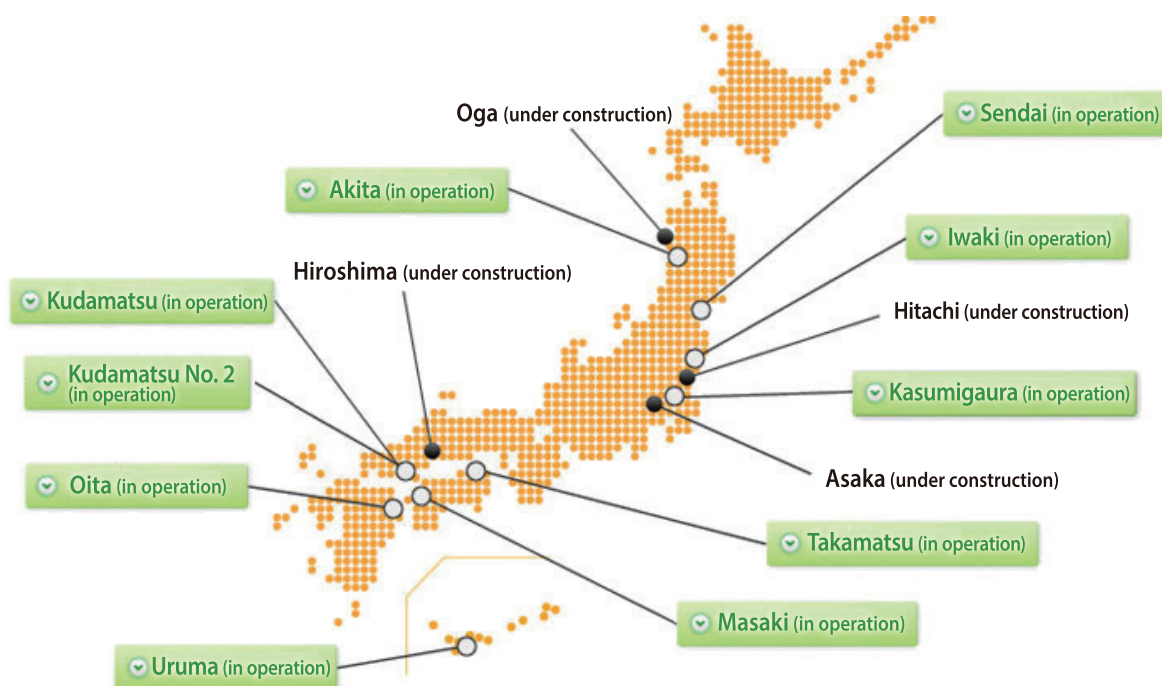 Oga (under construction)
Sendai (in operation)
Akita (in operation)
Iwaki (in operation)
Hiroshima (under construction)
Kudamatsu (in operation)
Hitachi (under construction)
Kudamatsu No. 2
(in operation)
Kasumigaura (in operation)
Oita (in operation)
Asaka (under construction)
Takamatsu (in operation)
Masaki (in operation)
Uruma (in operation)